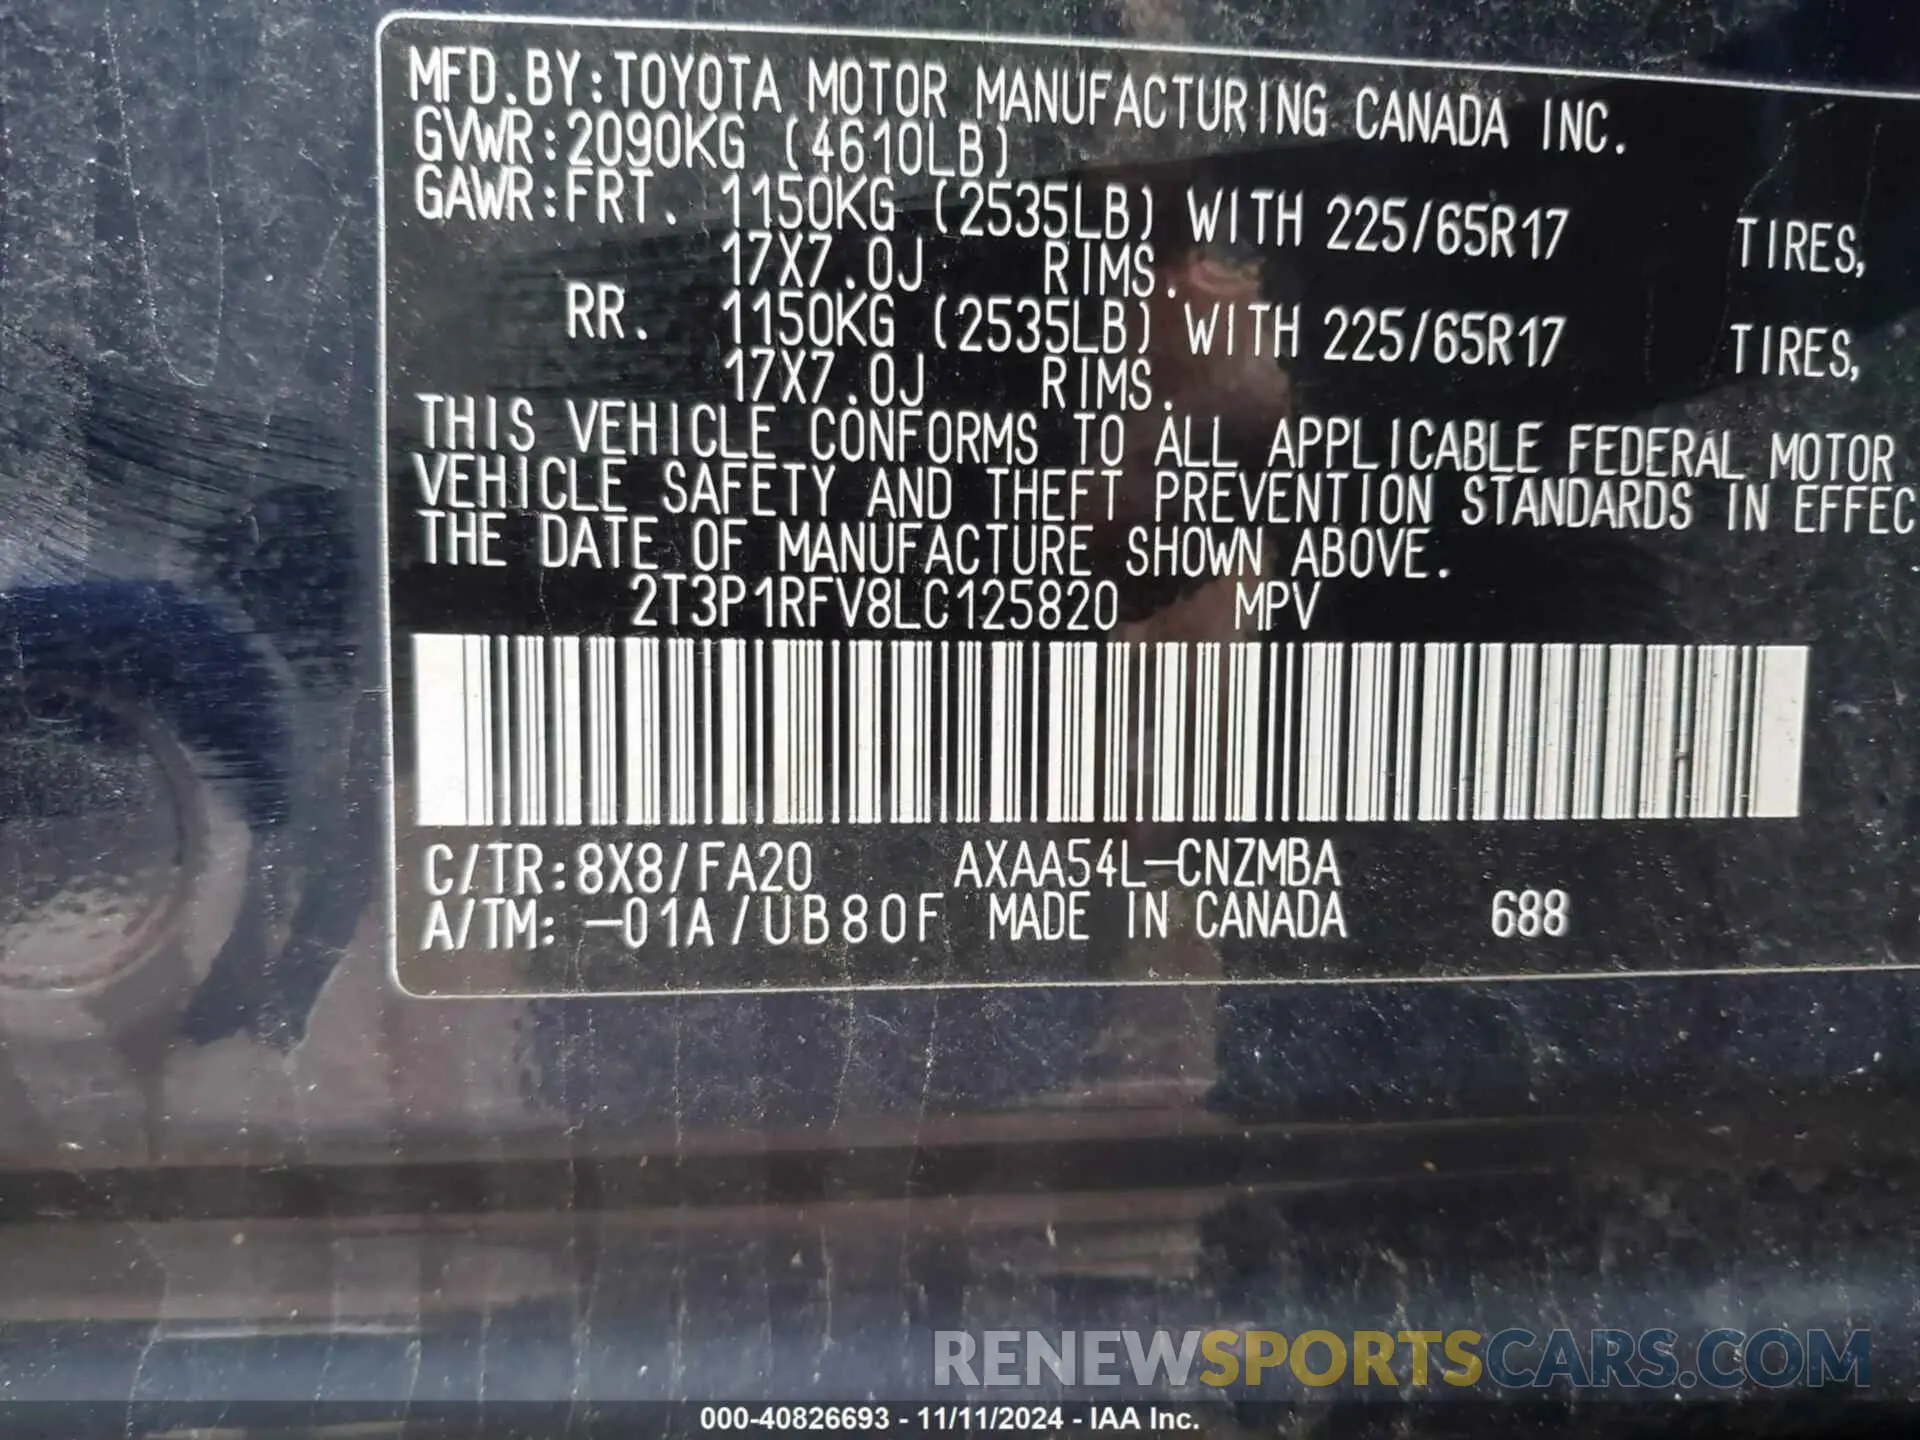 MFD.BY:TOYOTA MOTOR MANUFACTURING CANADA INC.
GVWR:2090KG (4610LB)
GAWR:FRT. 1150KG (2535LB) WITH 225/65R17 TIRES,
17X7.0J RIMS.
RR. 1150KG (2535LB) WITH 225/65R17 TIRES,
17X7.0J RIMS.
THIS VEHICLE CONFORMS TO ALL APPLICABLE FEDERAL MOTOR
VEHICLE SAFETY AND THEFT PREVENTION STANDARDS IN EFFEC
THE DATE OF MANUFACTURE SHOWN ABOVE.
2T3P1RFV8LC125820 MPV
C/TR:8X8/FA20 AXAA54L-CNZMBA
A/TM:-01A/UB80F MADE IN CANADA 688
RENEWSPORTSCARS.COM
000-40826693 - 11/11/2024 - IAA Inc.